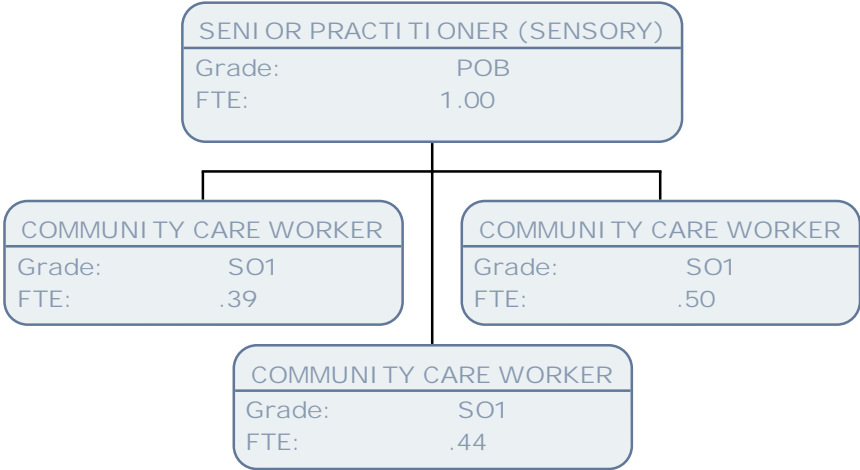 SENIOR PRACTITIONER (SENSORY)
Grade: POB
FTE: 1.00
COMMUNITY CARE WORKER
Grade: SO1
FTE: .39
COMMUNITY CARE WORKER
Grade: SO1
FTE: .50
COMMUNITY CARE WORKER
Grade: SO1
FTE: .44